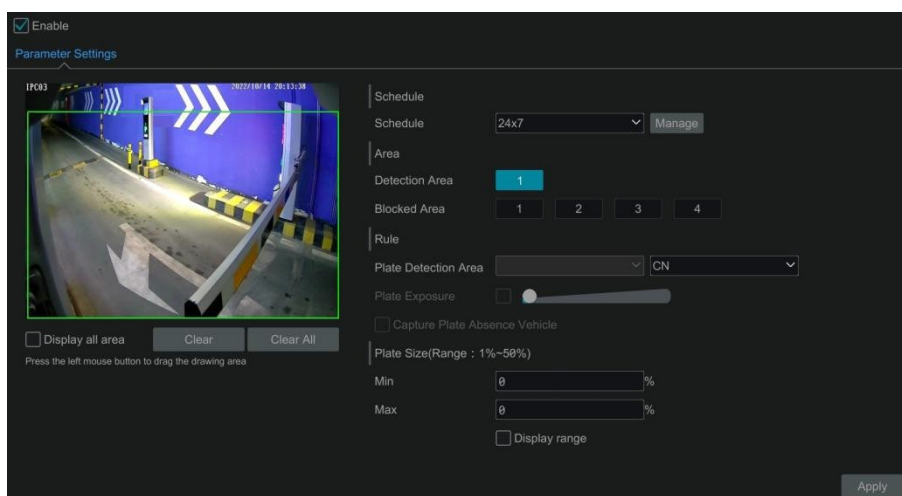 Enable
Parameter Settings
IPC03 2022/10/14 20:13:38
Schedule
Schedule 24x7 Manage
Area
Detection Area 1
Blocked Area 1 2 3 4
Rule
Plate Detection Area CN
Plate Exposure
Capture Plate Absence Vehicle
Display all area Clear Clear All
Press the left mouse button to drag the drawing area
Plate Size(Range : 1%~50%)
Min 0 %
Max 0 %
Display range
Apply